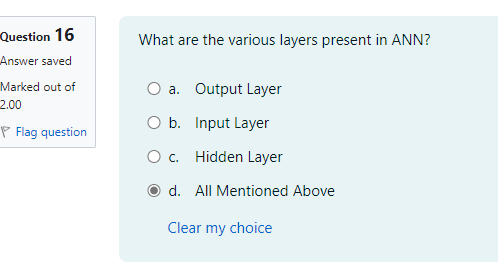 Question 16
Answer saved
Marked out of
2.00
Flag question
What are the various layers present in ANN?
a. Output Layer
b. Input Layer
c. Hidden Layer
d. All Mentioned Above
Clear my choice